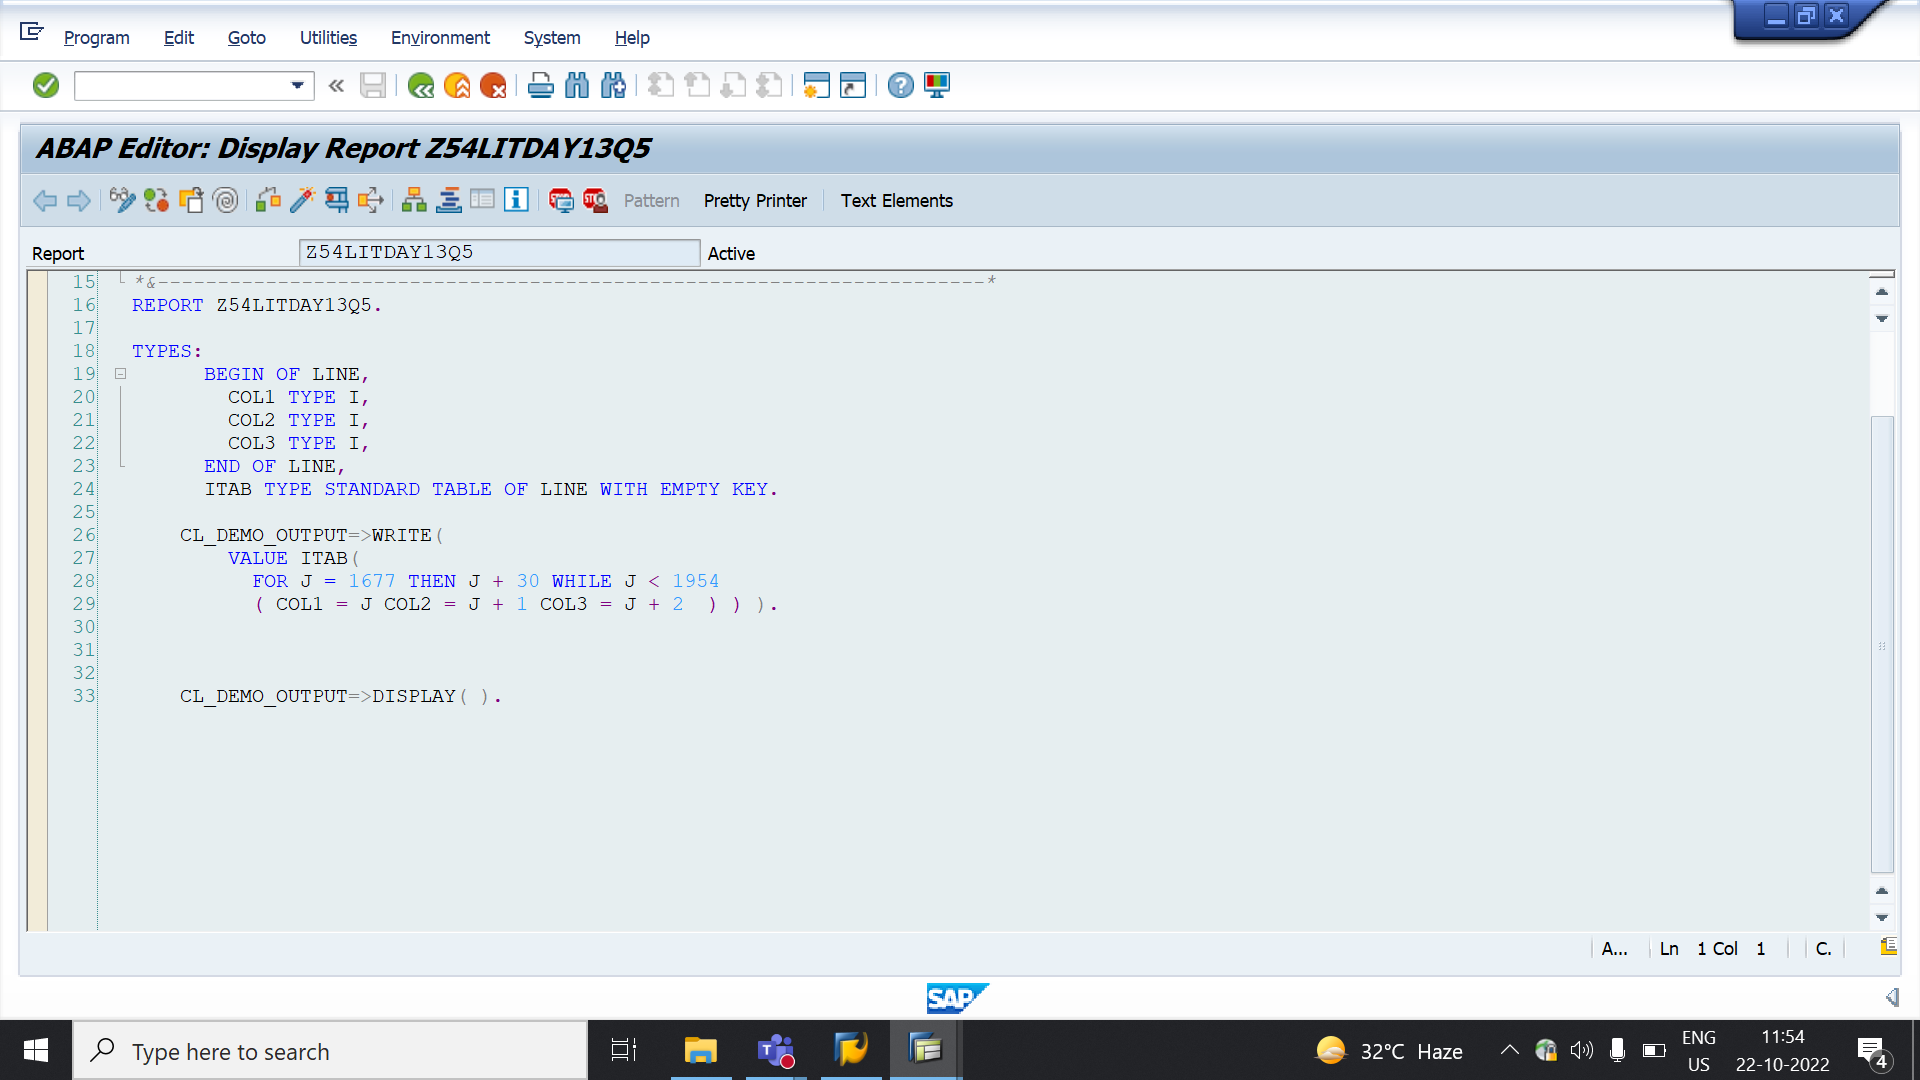 Program Edit Goto Utilities Environment System Help
ABAP Editor: Display Report Z54LITDAY13Q5
Pattern Pretty Printer Text Elements
Report Z54LITDAY13Q5 Active
15 *&---------------------------------------------------------------------*
16 REPORT Z54LITDAY13Q5.
17
18 TYPES:
19 BEGIN OF LINE,
20 COL1 TYPE I,
21 COL2 TYPE I,
22 COL3 TYPE I,
23 END OF LINE,
24 ITAB TYPE STANDARD TABLE OF LINE WITH EMPTY KEY.
25
26 CL_DEMO_OUTPUT=>WRITE(
27 VALUE ITAB(
28 FOR J = 1677 THEN J + 30 WHILE J < 1954
29 ( COL1 = J COL2 = J + 1 COL3 = J + 2 ) ) ).
30
31
32
33 CL_DEMO_OUTPUT=>DISPLAY( ).
A... Ln 1 Col 1 C.
SAP
Type here to search
32°C Haze
ENG
US
11:54
22-10-2022
4